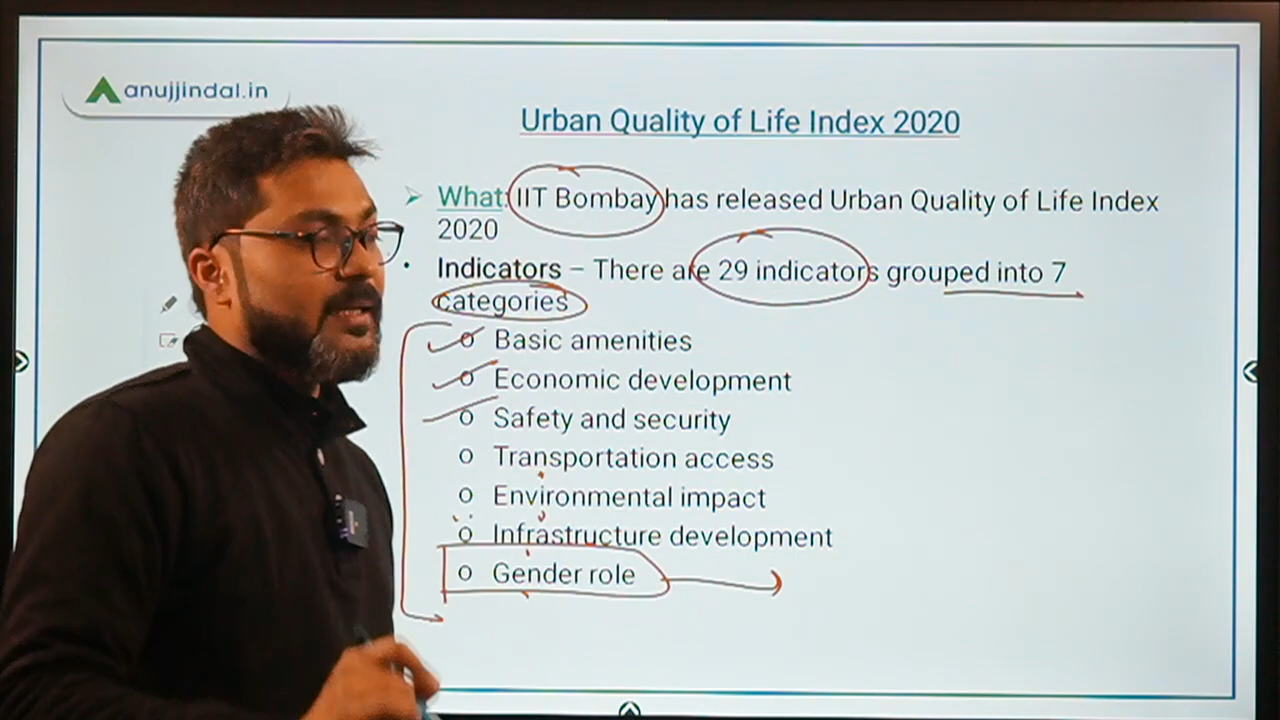 anujjindal.in
Urban Quality of Life Index 2020
What: IIT Bombay has released Urban Quality of Life Index
2020
Indicators – There are 29 indicators grouped into 7
categories
Basic amenities
Economic development
Safety and security
Transportation access
Environmental impact
Infrastructure development
Gender role